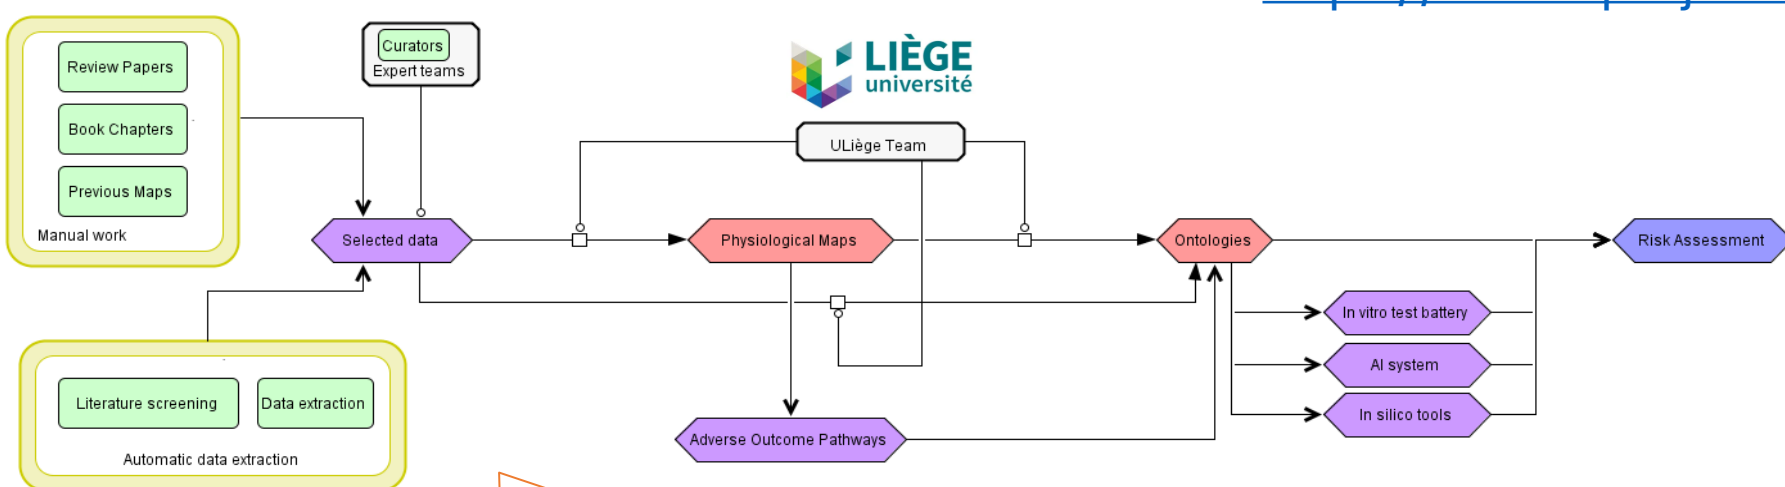 Review Papers
Book Chapters
Previous Maps
Manual work
Curators
Expert teams
LIÈGE
université
ULiège Team
Selected data
Physiological Maps
Ontologies
Risk Assessment
In vitro test battery
AI system
In silico tools
Adverse Outcome Pathways
Literature screening
Data extraction
Automatic data extraction